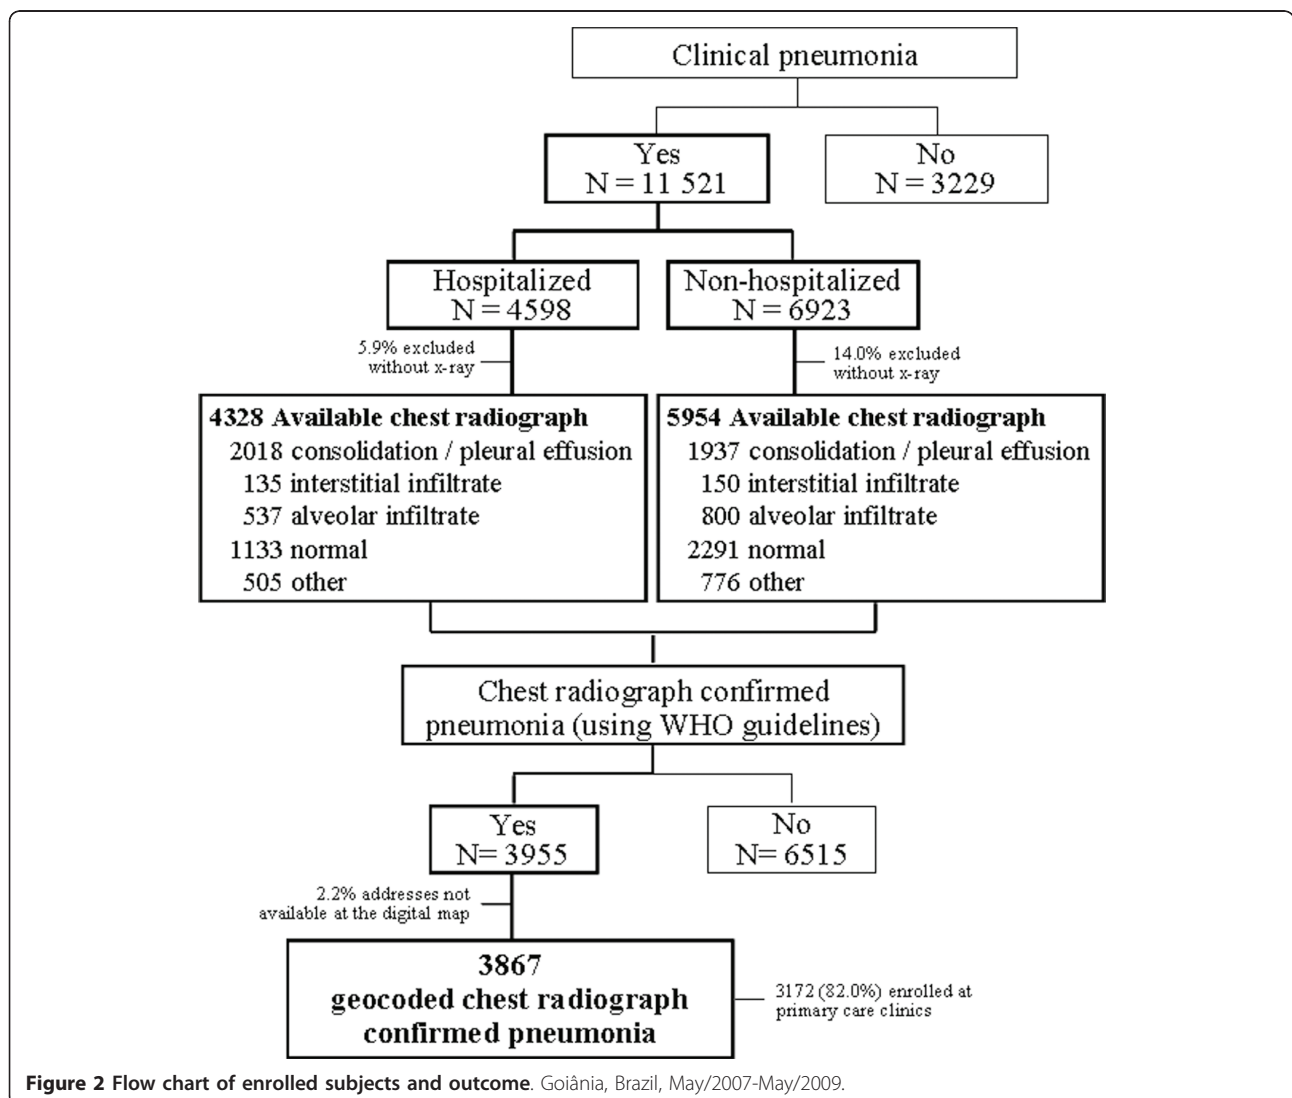 Clinical pneumonia
Yes
N = 11 521
No
N = 3229
Hospitalized
N = 4598
Non-hospitalized
N = 6923
5.9% excluded
without x-ray
14.0% excluded
without x-ray
4328 Available chest radiograph
2018 consolidation / pleural effusion
135 interstitial infiltrate
537 alveolar infiltrate
1133 normal
505 other
5954 Available chest radiograph
1937 consolidation / pleural effusion
150 interstitial infiltrate
800 alveolar infiltrate
2291 normal
776 other
Chest radiograph confirmed
pneumonia (using WHO guidelines)
Yes
N= 3955
No
N= 6515
2.2% addresses not
available at the digital map
3867
geocoded chest radiograph
confirmed pneumonia
3172 (82.0%) enrolled at
primary care clinics
Figure 2 Flow chart of enrolled subjects and outcome. Goiânia, Brazil, May/2007-May/2009.